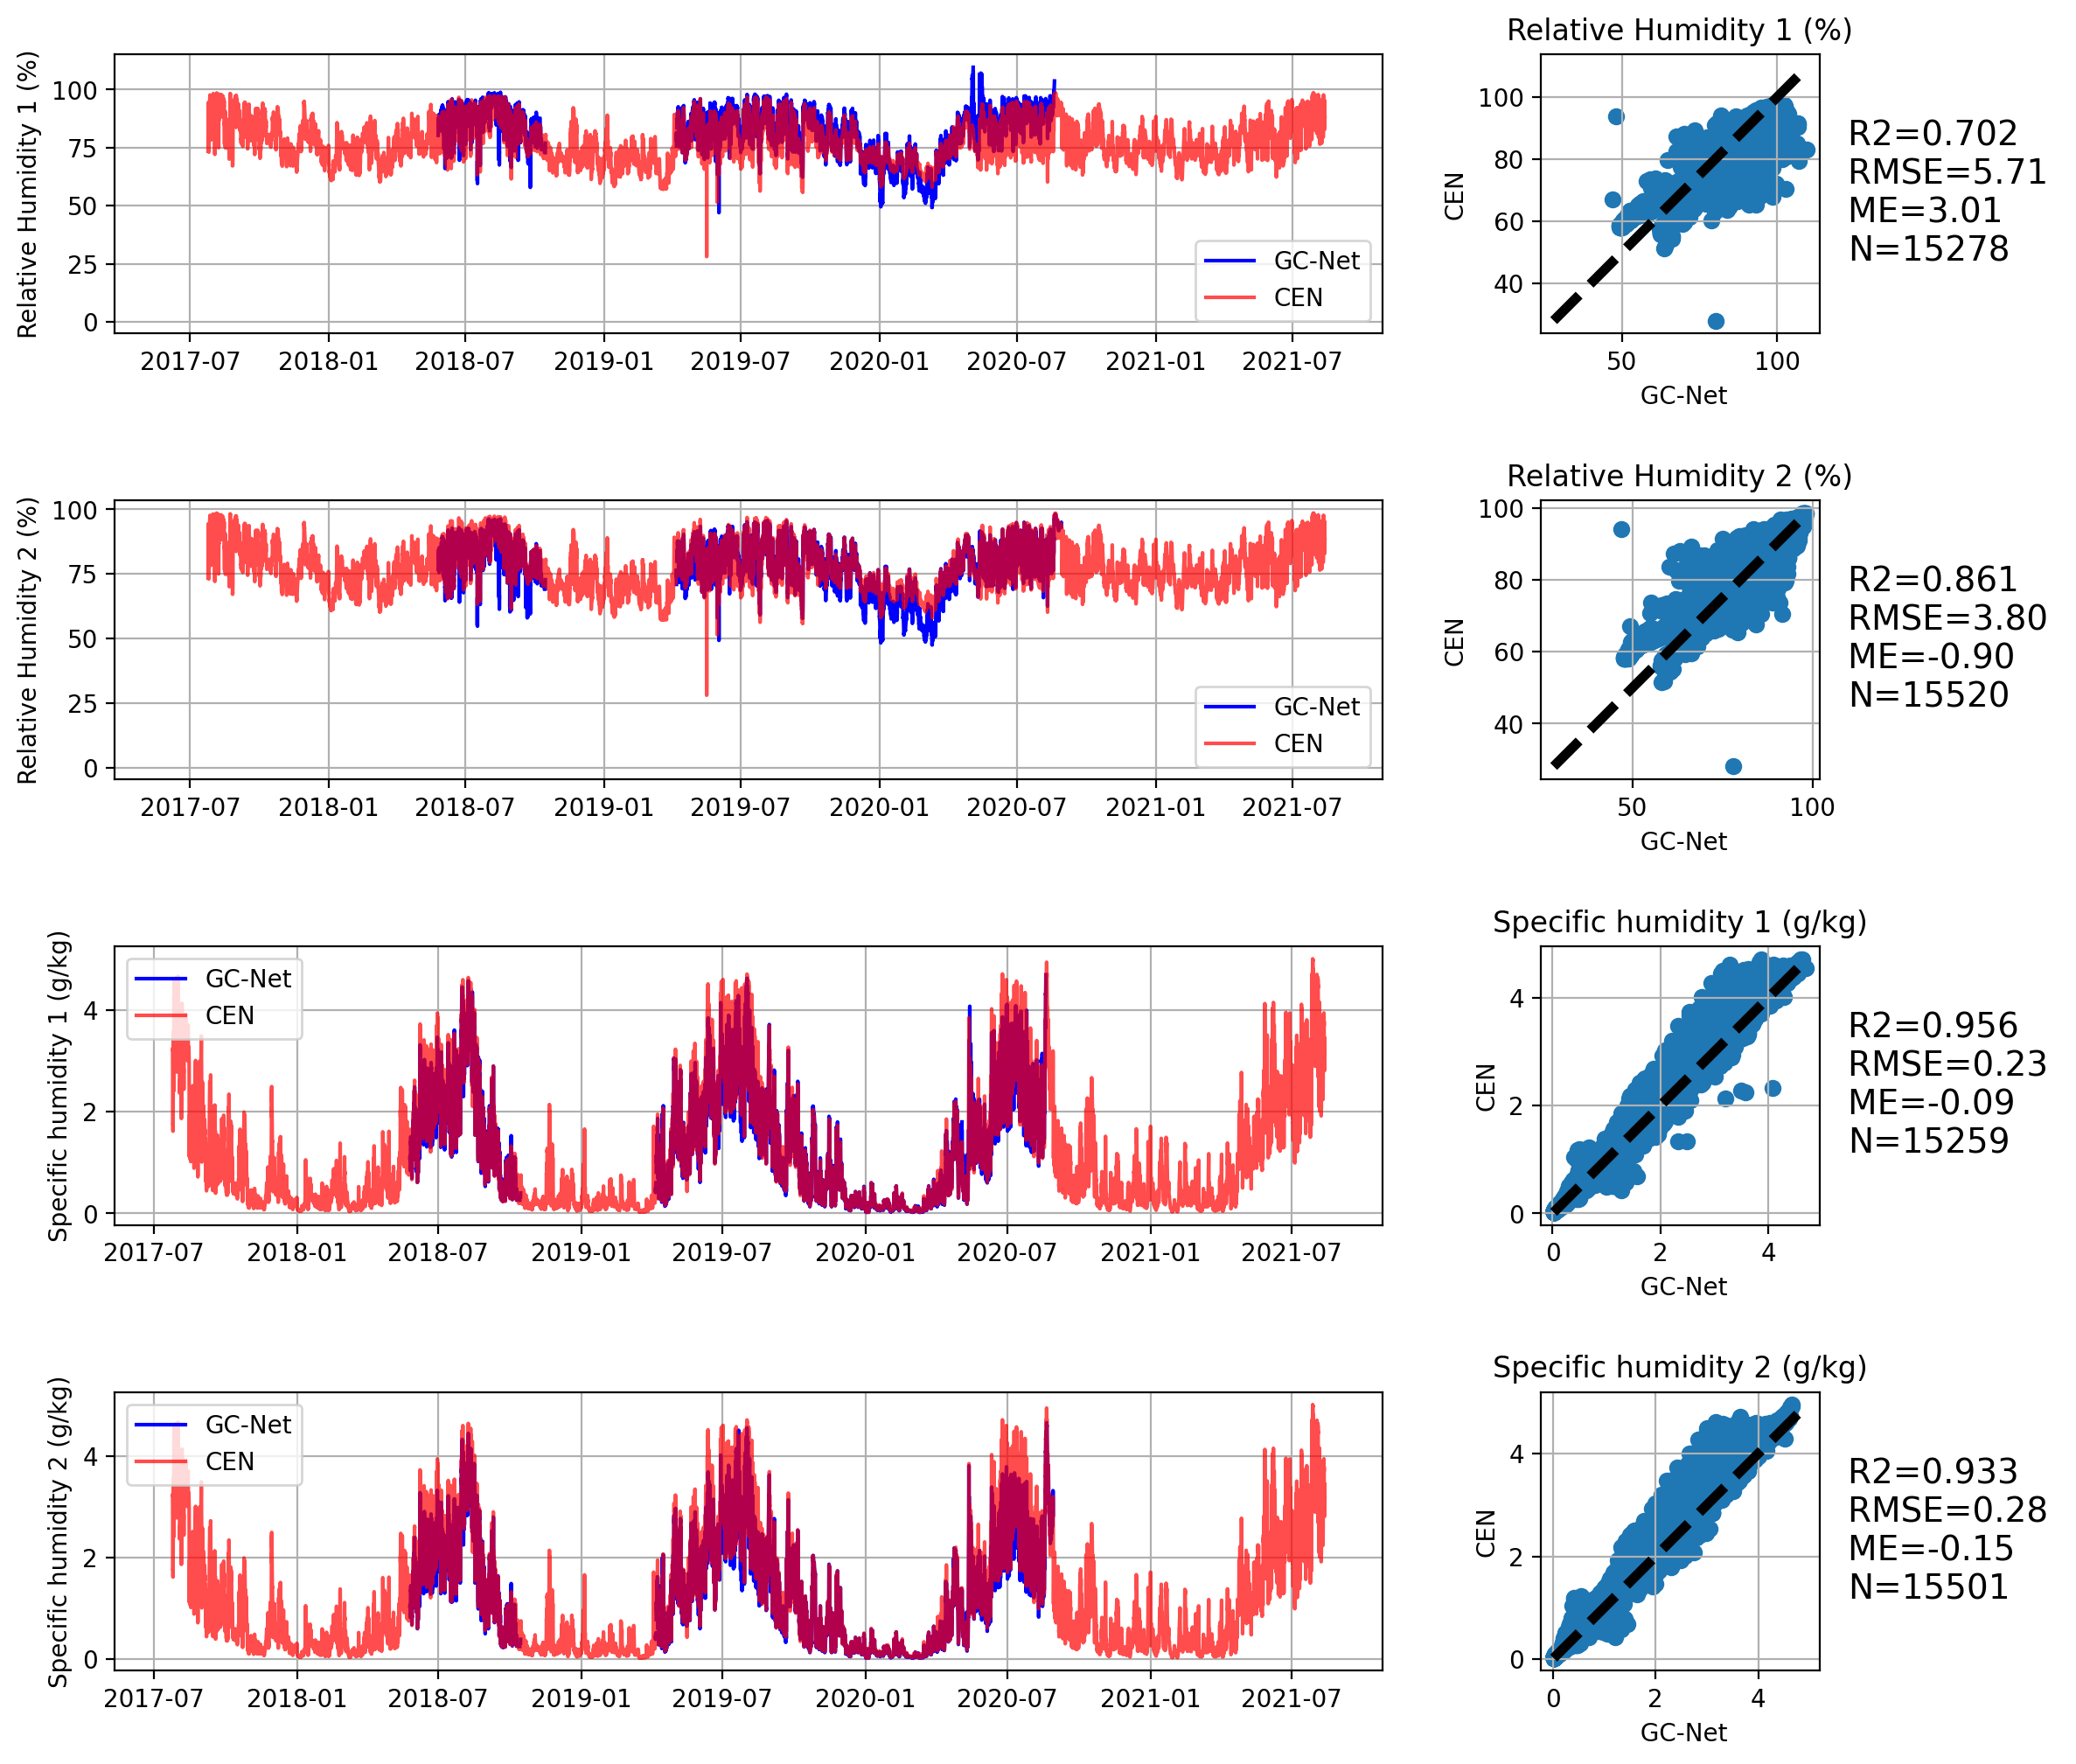 Relative Humidity 1 (%)
100
75
50
25
0
2017-07 2018-01 2018-07 2019-01 2019-07 2020-01 2020-07 2021-01 2021-07
GC-Net
CEN
Relative Humidity 1 (%)
CEN
100
80
60
40
50 100
GC-Net
R2=0.702
RMSE=5.71
ME=3.01
N=15278
Relative Humidity 2 (%)
100
75
50
25
0
2017-07 2018-01 2018-07 2019-01 2019-07 2020-01 2020-07 2021-01 2021-07
GC-Net
CEN
Relative Humidity 2 (%)
CEN
100
80
60
40
50 100
GC-Net
R2=0.861
RMSE=3.80
ME=-0.90
N=15520
Specific humidity 1 (g/kg)
4
2
0
2017-07 2018-01 2018-07 2019-01 2019-07 2020-01 2020-07 2021-01 2021-07
GC-Net
CEN
Specific humidity 1 (g/kg)
CEN
4
2
0
0 2 4
GC-Net
R2=0.956
RMSE=0.23
ME=-0.09
N=15259
Specific humidity 2 (g/kg)
4
2
0
2017-07 2018-01 2018-07 2019-01 2019-07 2020-01 2020-07 2021-01 2021-07
GC-Net
CEN
Specific humidity 2 (g/kg)
CEN
4
2
0
0 2 4
GC-Net
R2=0.933
RMSE=0.28
ME=-0.15
N=15501